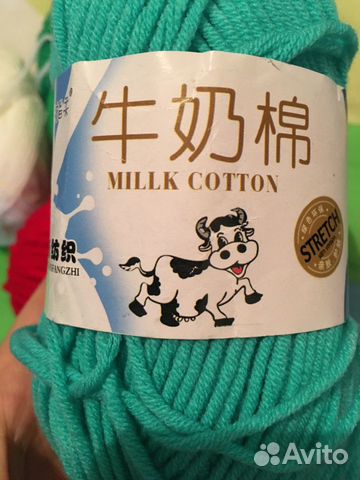 牛奶棉
MILLK COTTON
STRETCH
纺织
FANGZHI
Avito